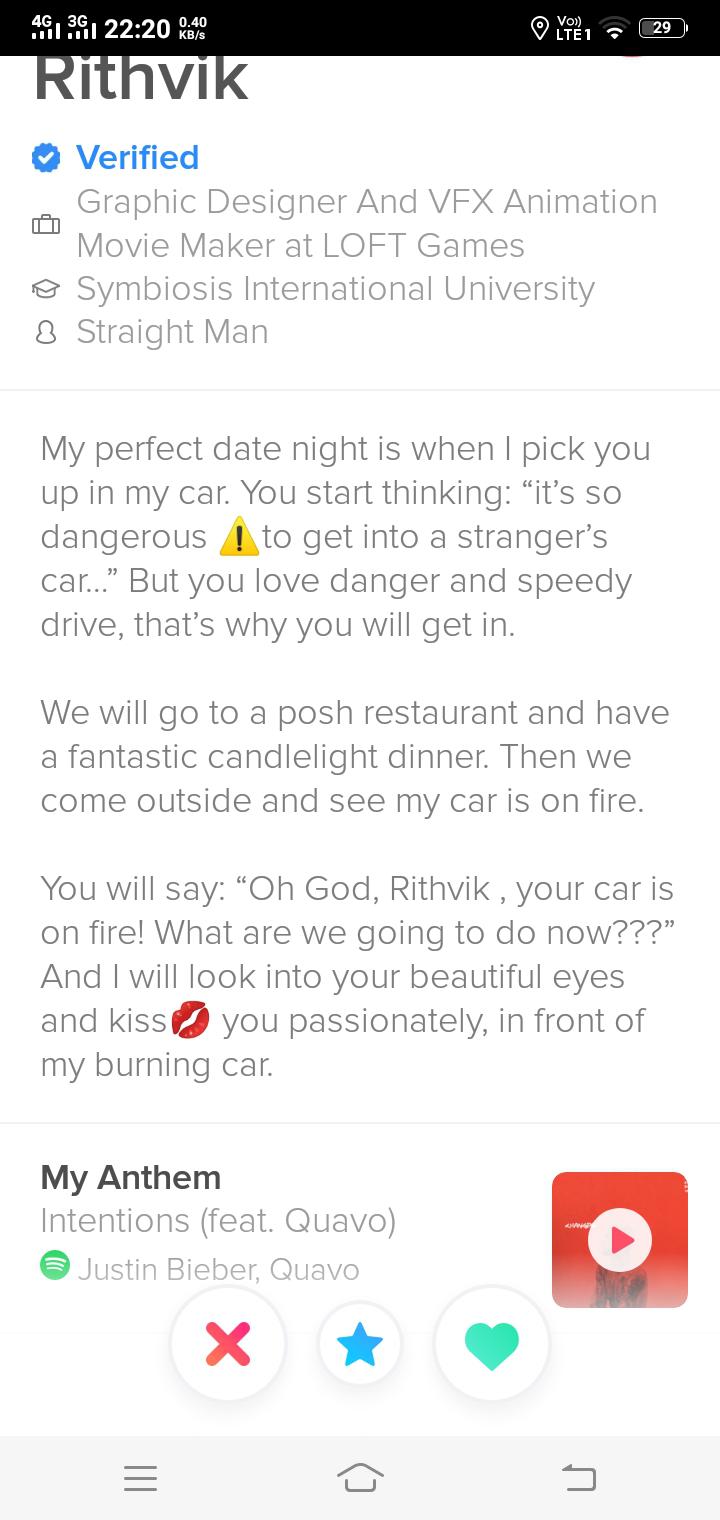 4G 3G 22:20 0.40 KB/s Vo)) LTE1 29
Rithvik
Verified
Graphic Designer And VFX Animation
Movie Maker at LOFT Games
Symbiosis International University
Straight Man
My perfect date night is when I pick you
up in my car. You start thinking: “it’s so
dangerous ⚠️to get into a stranger’s
car...” But you love danger and speedy
drive, that’s why you will get in.
We will go to a posh restaurant and have
a fantastic candlelight dinner. Then we
come outside and see my car is on fire.
You will say: “Oh God, Rithvik , your car is
on fire! What are we going to do now???”
And I will look into your beautiful eyes
and kiss💋 you passionately, in front of
my burning car.
My Anthem
Intentions (feat. Quavo)
Justin Bieber, Quavo